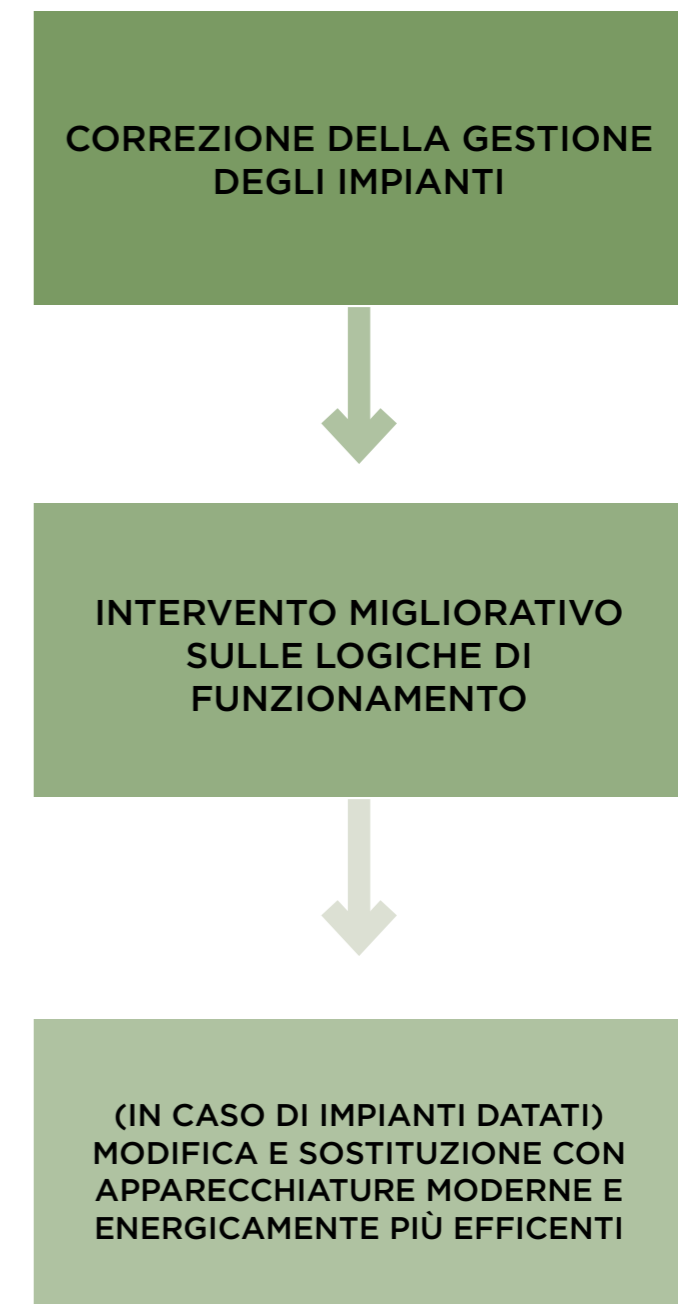 CORREZIONE DELLA GESTIONE
DEGLI IMPIANTI
INTERVENTO MIGLIORATIVO
SULLE LOGICHE DI
FUNZIONAMENTO
(IN CASO DI IMPIANTI DATATI)
MODIFICA E SOSTITUZIONE CON
APPARECCHIATURE MODERNE E
ENERGICAMENTE PIÙ EFFICENTI